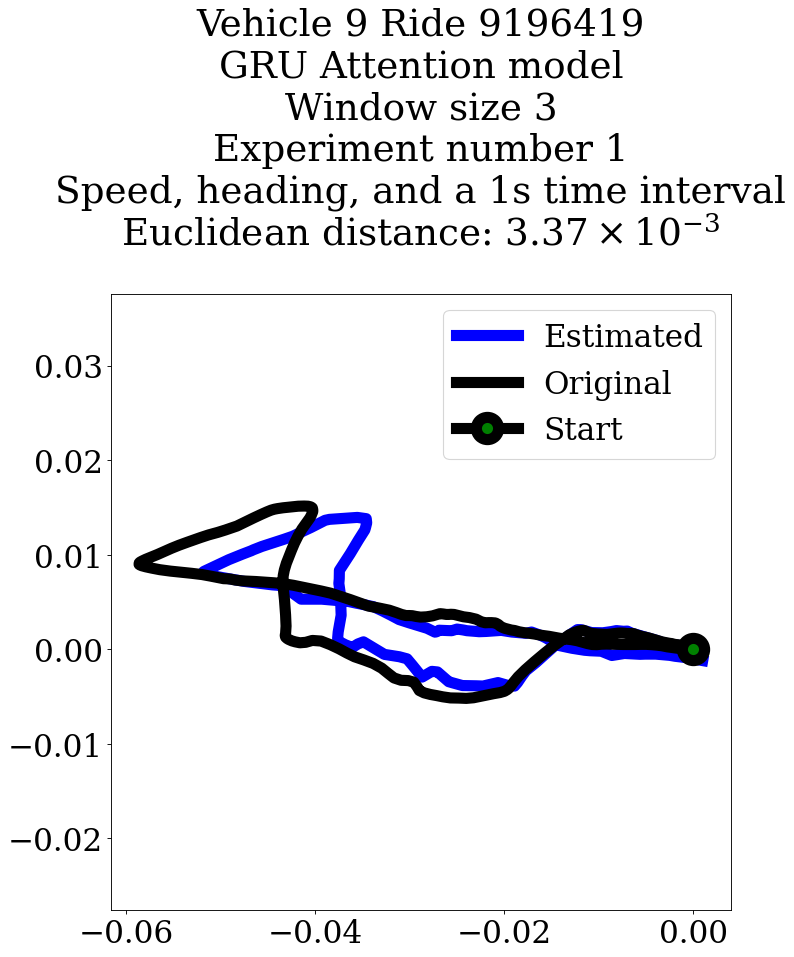 Vehicle 9 Ride 9196419
GRU Attention model
Window size 3
Experiment number 1
Speed, heading, and a 1s time interval
Euclidean distance: 3.37 × 10⁻³
Estimated
Original
Start
0.03
0.02
0.01
0.00
−0.01
−0.02
−0.06
−0.04
−0.02
0.00